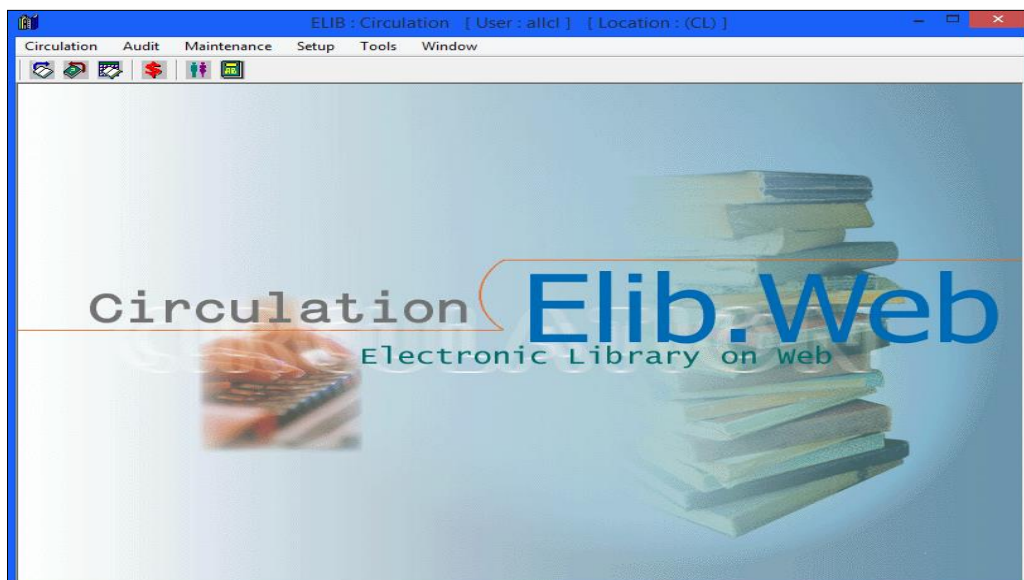 ELIB : Circulation [ User : allcl ] [ Location : (CL) ]
Circulation Audit Maintenance Setup Tools Window
Circulation Elib.Web
CIRCULATION
Electronic Library on Web